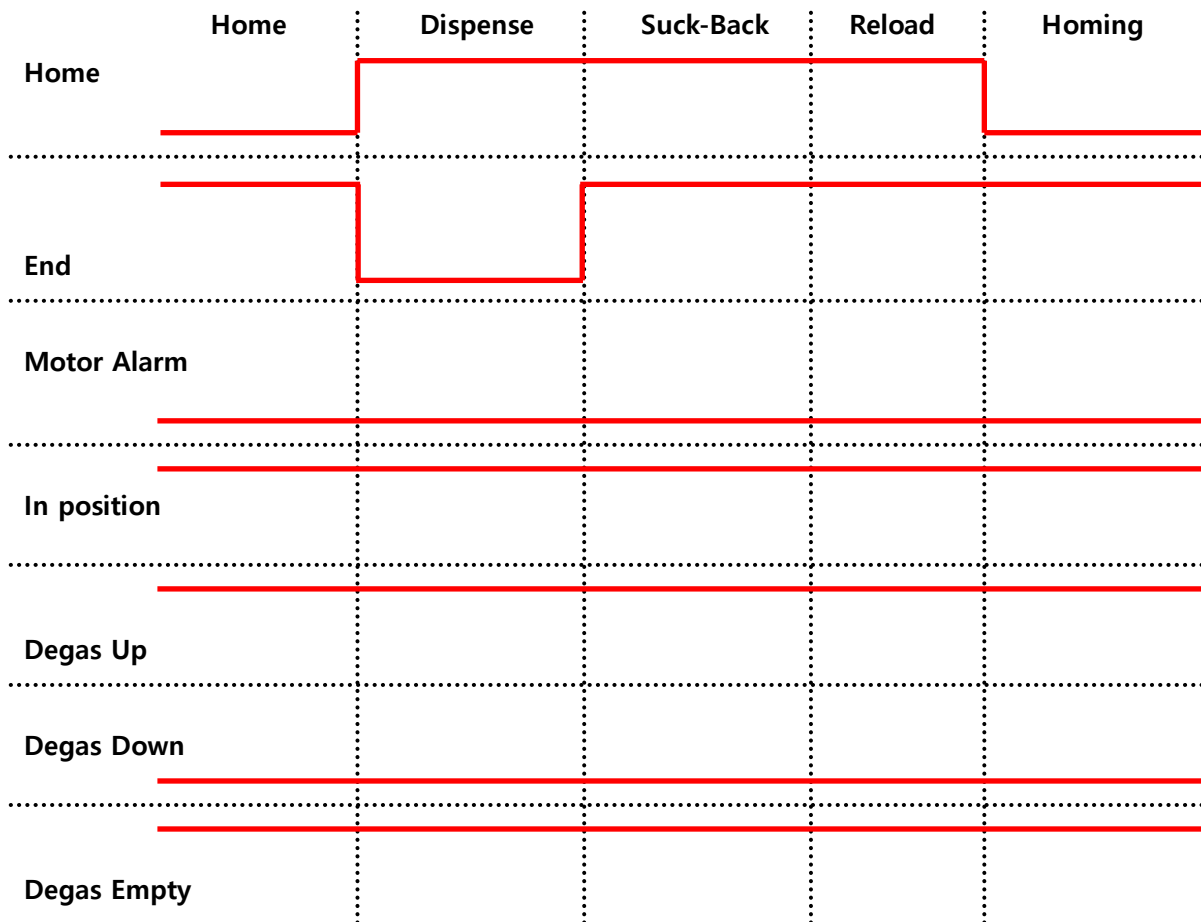 Home Dispense Suck-Back Reload Homing
Home
End
Motor Alarm
In position
Degas Up
Degas Down
Degas Empty